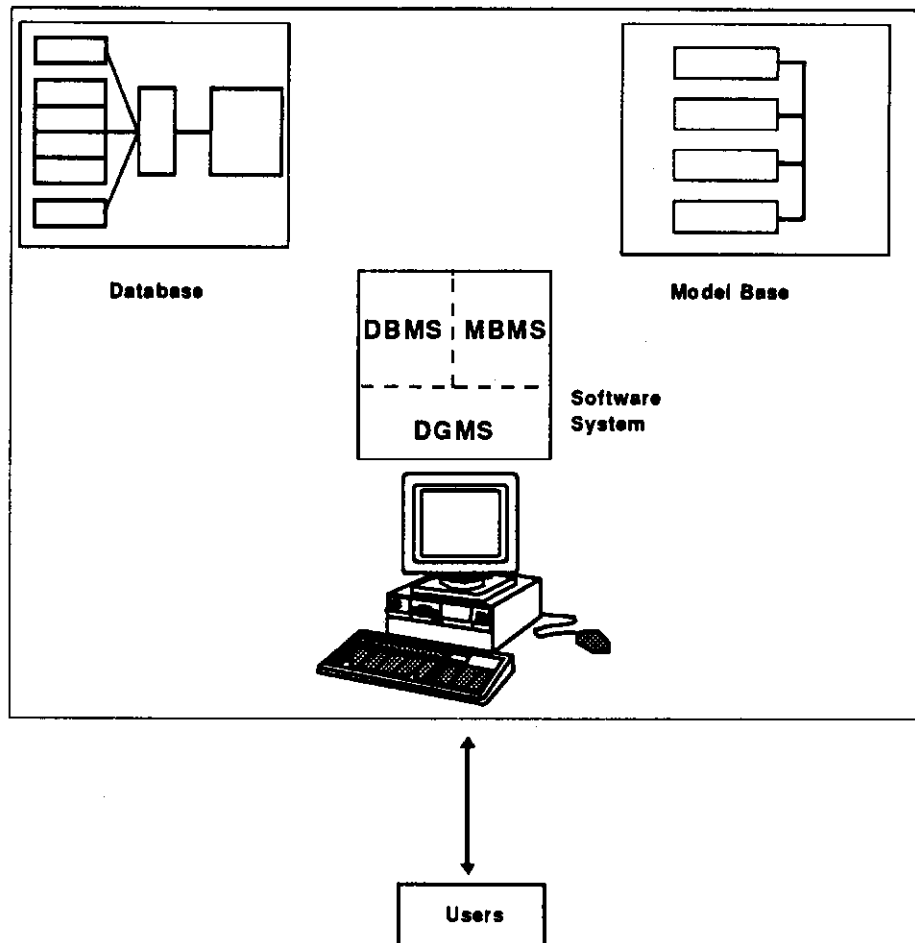 Database
Model Base
DBMS MBMS
DGMS
Software
System
Users